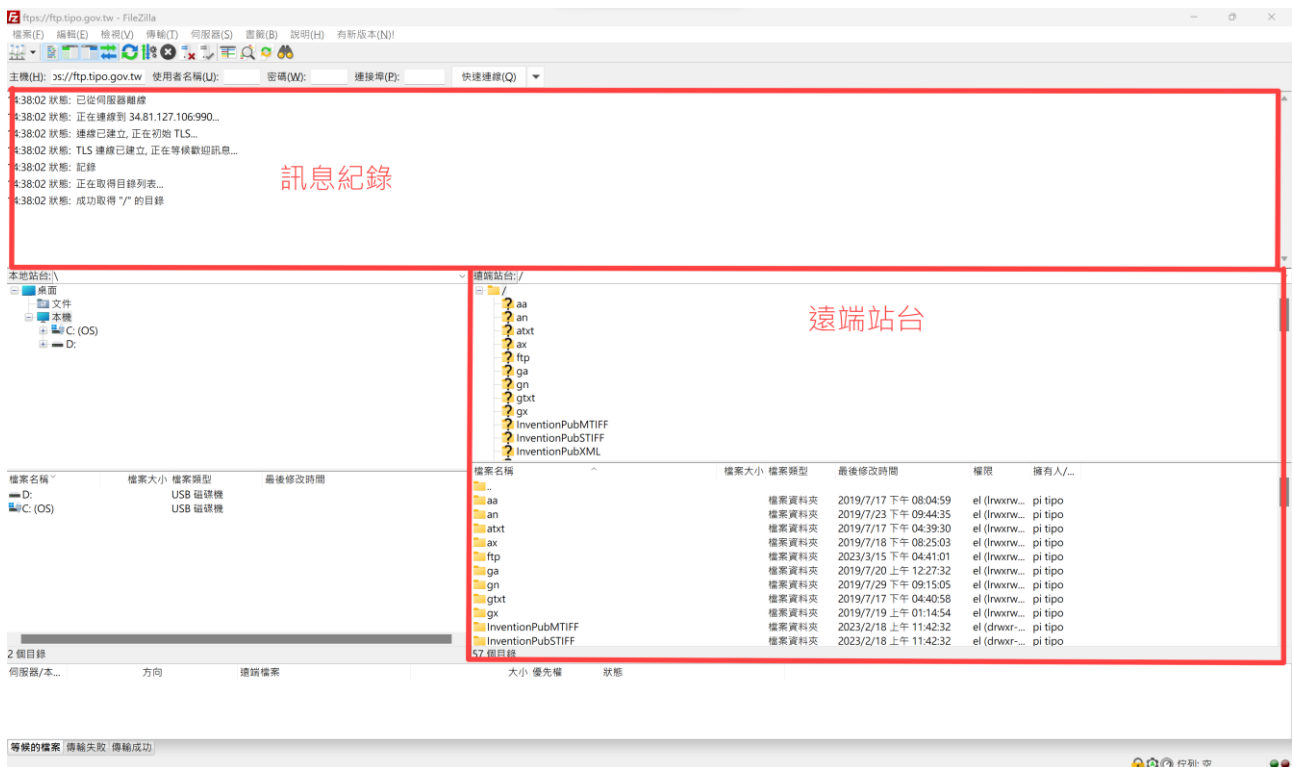 ftps://ftp.tipo.gov.tw - FileZilla
檔案(F) 編輯(E) 檢視(V) 傳輸(T) 伺服器(S) 書籤(B) 說明(H) 有新版本(N)!
主機(H): ps://ftp.tipo.gov.tw 使用者名稱(U): 密碼(W): 連接埠(P): 快速連線(Q)
14:38:02 狀態: 已從伺服器離線
14:38:02 狀態: 正在連線到 34.81.127.106:990...
14:38:02 狀態: 連線已建立, 正在初始 TLS...
14:38:02 狀態: TLS 連線已建立, 正在等候歡迎訊息...
14:38:02 狀態: 記錄
14:38:02 狀態: 正在取得目錄列表...
14:38:02 狀態: 成功取得 "/" 的目錄
訊息紀錄
本地站台: \
桌面
文件
本機
C: (OS)
D:
檔案名稱 檔案大小 檔案類型 最後修改時間
D: USB 磁碟機
C: (OS) USB 磁碟機
2 個目錄
遠端站台: /
/
aa
an
atxt
ax
ftp
ga
gn
gtxt
gx
InventionPubMTIFF
InventionPubSTIFF
InventionPubXML
遠端站台
檔案名稱 檔案大小 檔案類型 最後修改時間 權限 擁有人/...
..
aa 檔案資料夾 2019/7/17 下午 08:04:59 el (lrwxrw... pi tipo
an 檔案資料夾 2019/7/23 下午 09:44:35 el (lrwxrw... pi tipo
atxt 檔案資料夾 2019/7/17 下午 04:39:30 el (lrwxrw... pi tipo
ax 檔案資料夾 2019/7/18 下午 08:25:03 el (lrwxrw... pi tipo
ftp 檔案資料夾 2023/3/15 下午 04:41:01 el (lrwxrw... pi tipo
ga 檔案資料夾 2019/7/20 上午 12:27:32 el (lrwxrw... pi tipo
gn 檔案資料夾 2019/7/29 下午 09:15:05 el (lrwxrw... pi tipo
gtxt 檔案資料夾 2019/7/17 下午 04:40:58 el (lrwxrw... pi tipo
gx 檔案資料夾 2019/7/19 上午 01:14:54 el (lrwxrw... pi tipo
InventionPubMTIFF 檔案資料夾 2023/2/18 上午 11:42:32 el (drwxr-... pi tipo
InventionPubSTIFF 檔案資料夾 2023/2/18 上午 11:42:32 el (drwxr-... pi tipo
57 個目錄
伺服器/本... 方向 遠端檔案 大小 優先權 狀態
等候的檔案 傳輸失敗 傳輸成功
佇列: 空